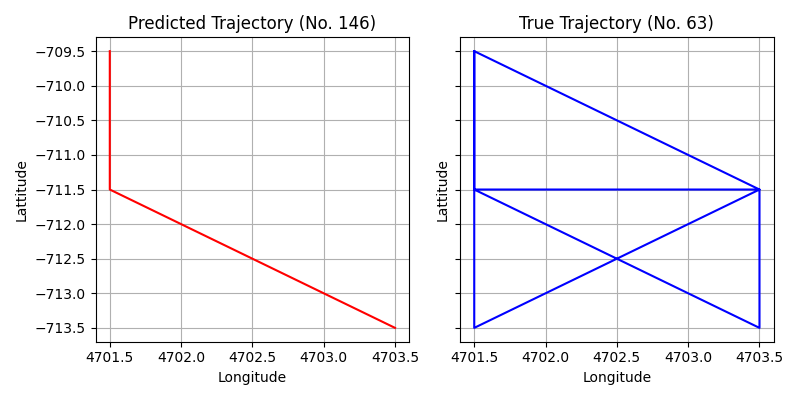 Predicted Trajectory (No. 146)
−709.5
−710.0
−710.5
−711.0
−711.5
−712.0
−712.5
−713.0
−713.5
Lattitude
4701.5 4702.0 4702.5 4703.0 4703.5
Longitude
True Trajectory (No. 63)
Lattitude
4701.5 4702.0 4702.5 4703.0 4703.5
Longitude